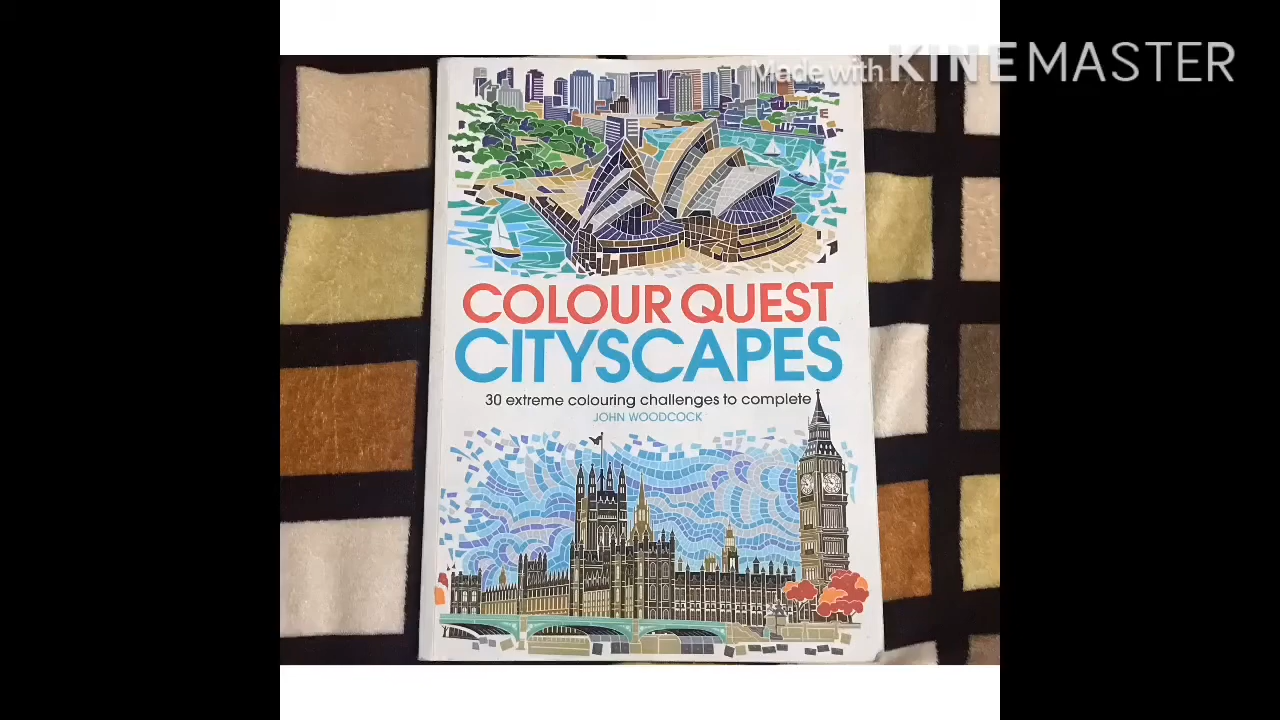 Made with KINEMASTER
COLOUR QUEST
CITYSCAPES
30 extreme colouring challenges to complete
JOHN WOODCOCK